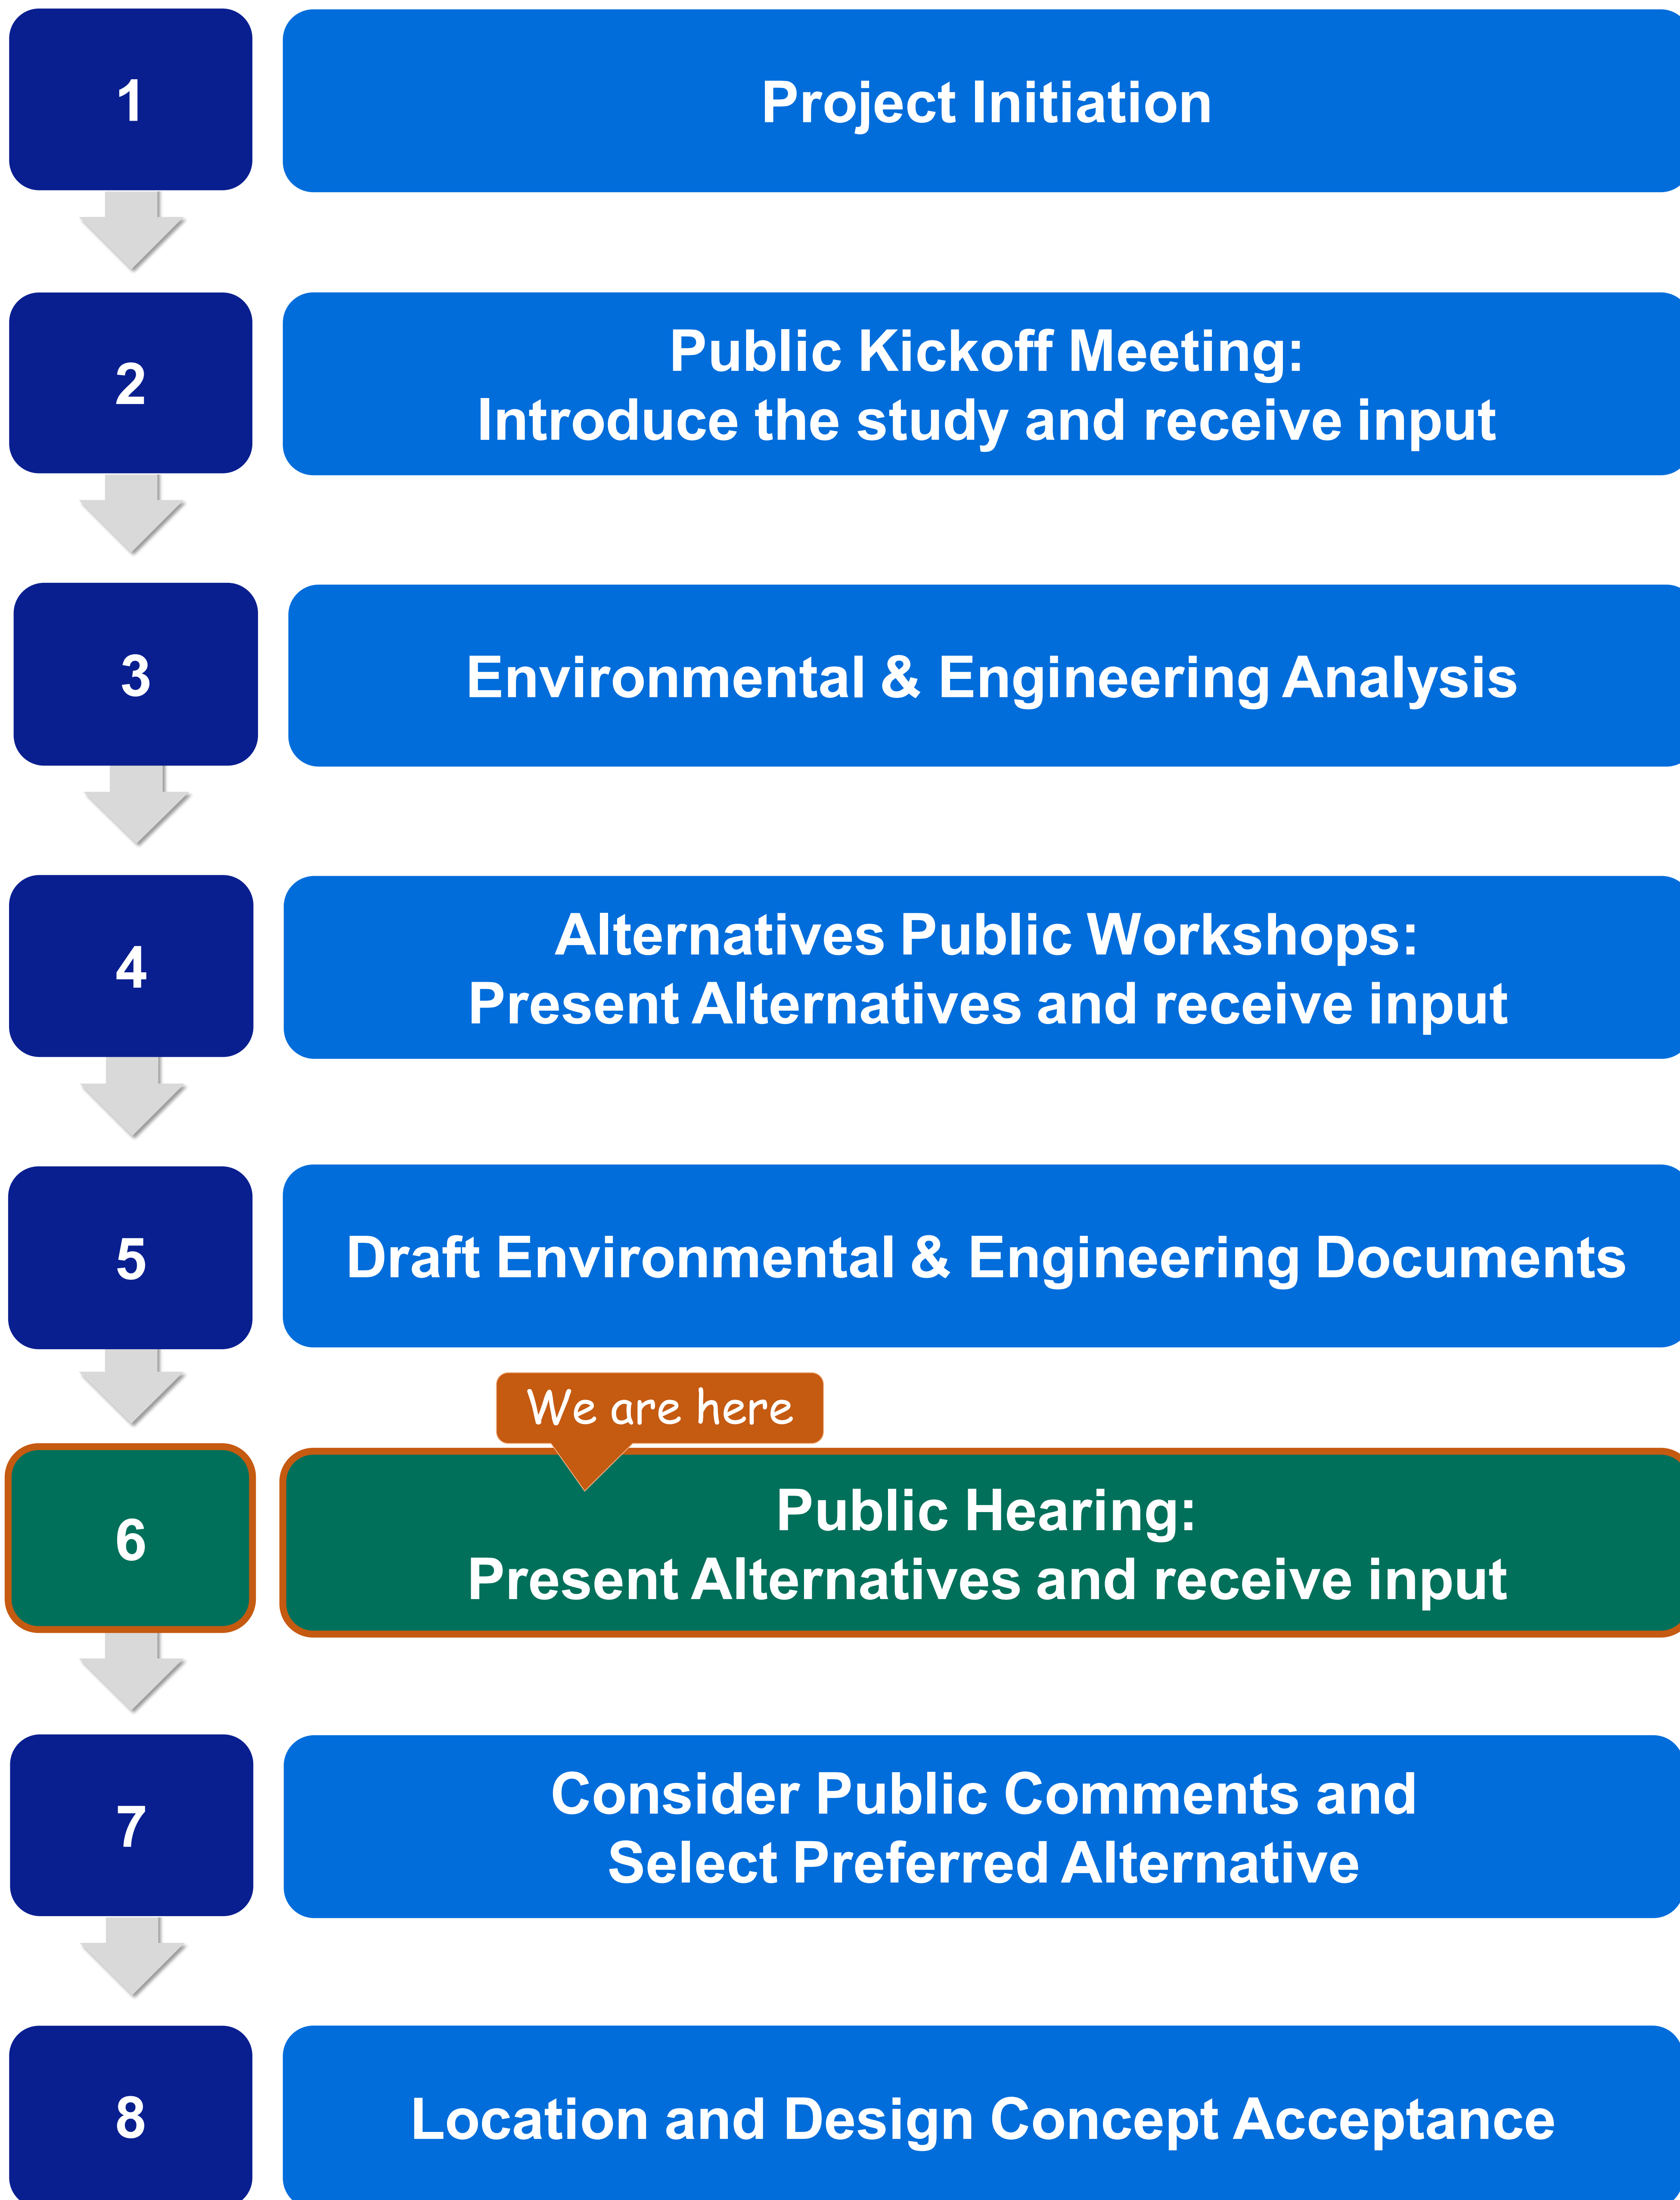 1
Project Initiation
2
Public Kickoff Meeting:
Introduce the study and receive input
3
Environmental & Engineering Analysis
4
Alternatives Public Workshops:
Present Alternatives and receive input
5
Draft Environmental & Engineering Documents
We are here
6
Public Hearing:
Present Alternatives and receive input
7
Consider Public Comments and
Select Preferred Alternative
8
Location and Design Concept Acceptance